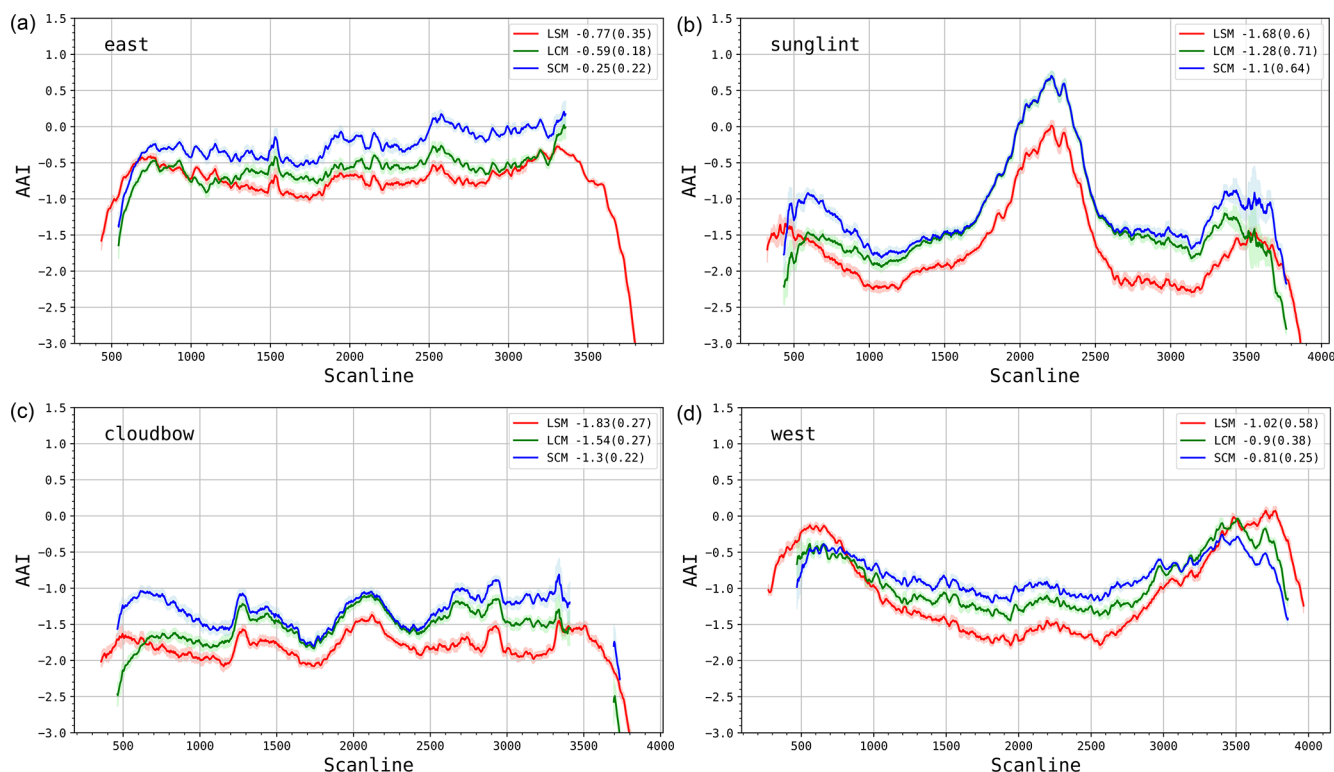 (a)
1.5
1.0
0.5
0.0
−0.5
−1.0
−1.5
−2.0
−2.5
−3.0
AAI
east
LSM -0.77(0.35)
LCM -0.59(0.18)
SCM -0.25(0.22)
500 1000 1500 2000 2500 3000 3500
Scanline
(b)
1.5
1.0
0.5
0.0
−0.5
−1.0
−1.5
−2.0
−2.5
−3.0
AAI
sunglint
LSM -1.68(0.6)
LCM -1.28(0.71)
SCM -1.1(0.64)
500 1000 1500 2000 2500 3000 3500 4000
Scanline
(c)
1.5
1.0
0.5
0.0
−0.5
−1.0
−1.5
−2.0
−2.5
−3.0
AAI
cloudbow
LSM -1.83(0.27)
LCM -1.54(0.27)
SCM -1.3(0.22)
500 1000 1500 2000 2500 3000 3500 4000
Scanline
(d)
1.5
1.0
0.5
0.0
−0.5
−1.0
−1.5
−2.0
−2.5
−3.0
AAI
west
LSM -1.02(0.58)
LCM -0.9(0.38)
SCM -0.81(0.25)
500 1000 1500 2000 2500 3000 3500 4000
Scanline